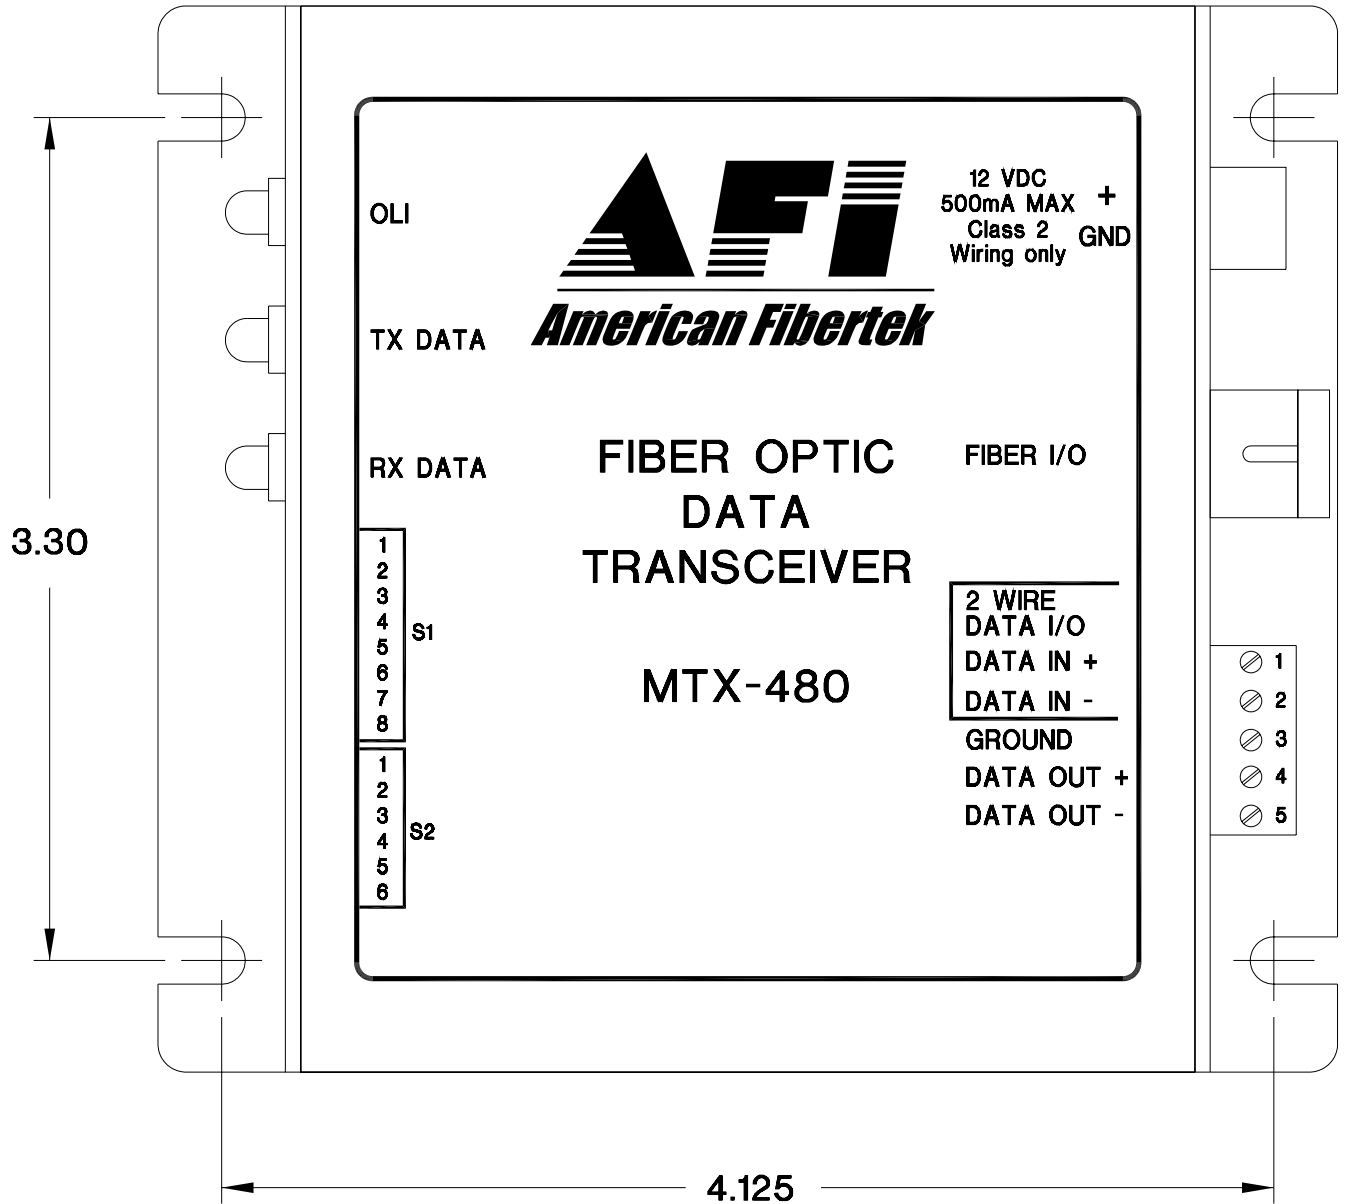 OLI
TX DATA
RX DATA
3.30
1
2
3
4
5
6
7
8
S1
1
2
3
4
5
6
S2
AFI
American Fibertek
FIBER OPTIC
DATA
TRANSCEIVER
MTX-480
12 VDC
500mA MAX
Class 2
Wiring only
+
GND
FIBER I/O
2 WIRE
DATA I/O
DATA IN +
DATA IN -
GROUND
DATA OUT +
DATA OUT -
1
2
3
4
5
4.125